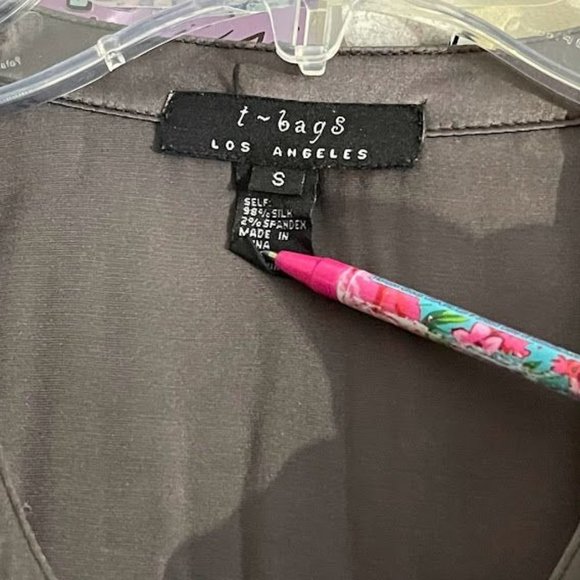 t~bags
LOS ANGELES
S
SELF:
98%SILK
2%SPANDEX
MADE IN